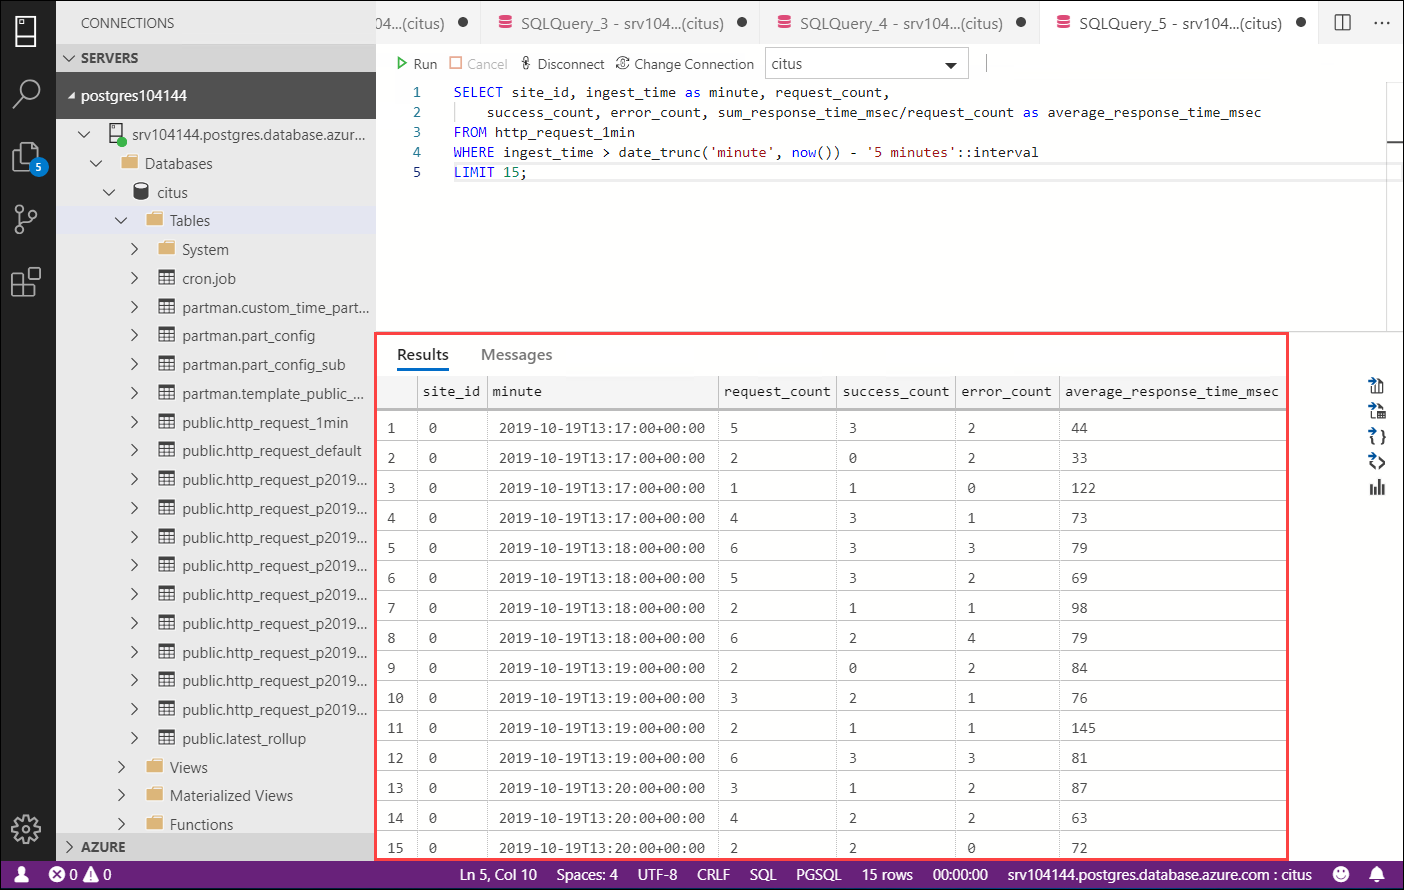 CONNECTIONS
SERVERS
postgres104144
srv104144.postgres.database.azur...
Databases
citus
Tables
System
cron.job
partman.custom_time_part...
partman.part_config
partman.part_config_sub
partman.template_public_...
public.http_request_1min
public.http_request_default
public.http_request_p2019...
public.http_request_p2019...
public.http_request_p2019...
public.http_request_p2019...
public.http_request_p2019...
public.http_request_p2019...
public.http_request_p2019...
public.http_request_p2019...
public.http_request_p2019...
public.latest_rollup
Views
Materialized Views
Functions
AZURE
5
04...(citus) SQLQuery_3 - srv104...(citus) SQLQuery_4 - srv104...(citus) SQLQuery_5 - srv104...(citus) ...
Run Cancel Disconnect Change Connection citus
1 SELECT site_id, ingest_time as minute, request_count,
2 success_count, error_count, sum_response_time_msec/request_count as average_response_time_msec
3 FROM http_request_1min
4 WHERE ingest_time > date_trunc('minute', now()) - '5 minutes'::interval
5 LIMIT 15;
Results Messages
site_id minute request_count success_count error_count average_response_time_msec
1 0 2019-10-19T13:17:00+00:00 5 3 2 44
2 0 2019-10-19T13:17:00+00:00 2 0 2 33
3 0 2019-10-19T13:17:00+00:00 1 1 0 122
4 0 2019-10-19T13:17:00+00:00 4 3 1 73
5 0 2019-10-19T13:18:00+00:00 6 3 3 79
6 0 2019-10-19T13:18:00+00:00 5 3 2 69
7 0 2019-10-19T13:18:00+00:00 2 1 1 98
8 0 2019-10-19T13:18:00+00:00 6 2 4 79
9 0 2019-10-19T13:19:00+00:00 2 0 2 84
10 0 2019-10-19T13:19:00+00:00 3 2 1 76
11 0 2019-10-19T13:19:00+00:00 2 1 1 145
12 0 2019-10-19T13:19:00+00:00 6 3 3 81
13 0 2019-10-19T13:20:00+00:00 3 1 2 87
14 0 2019-10-19T13:20:00+00:00 4 2 2 63
15 0 2019-10-19T13:20:00+00:00 2 2 0 72
0 0 Ln 5, Col 10 Spaces: 4 UTF-8 CRLF SQL PGSQL 15 rows 00:00:00 srv104144.postgres.database.azure.com : citus